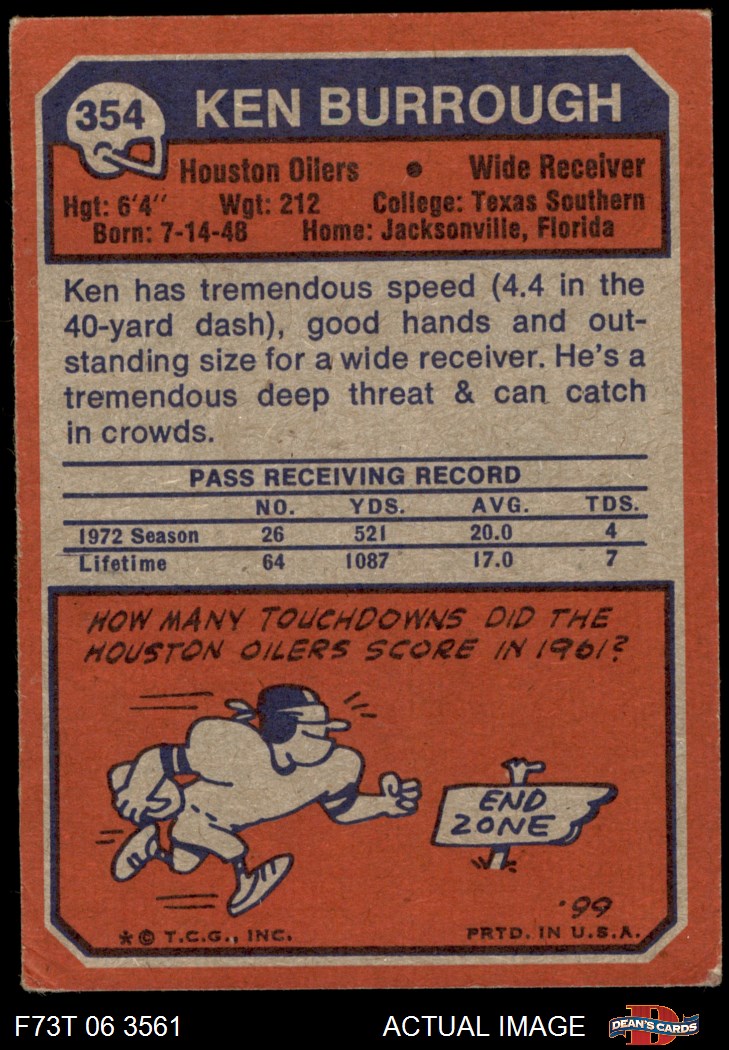 354
KEN BURROUGH
Houston Oilers • Wide Receiver
Hgt: 6'4" Wgt: 212 College: Texas Southern
Born: 7-14-48 Home: Jacksonville, Florida
Ken has tremendous speed (4.4 in the
40-yard dash), good hands and out-
standing size for a wide receiver. He's a
tremendous deep threat & can catch
in crowds.
PASS RECEIVING RECORD
NO. YDS. AVG. TDS.
1972 Season 26 521 20.0 4
Lifetime 64 1087 17.0 7
HOW MANY TOUCHDOWNS DID THE
HOUSTON OILERS SCORE IN 1961?
END
ZONE
'99
* © T.C.G., INC. PRTD. IN U.S.A.
F73T 06 3561 ACTUAL IMAGE DEAN'S CARDS